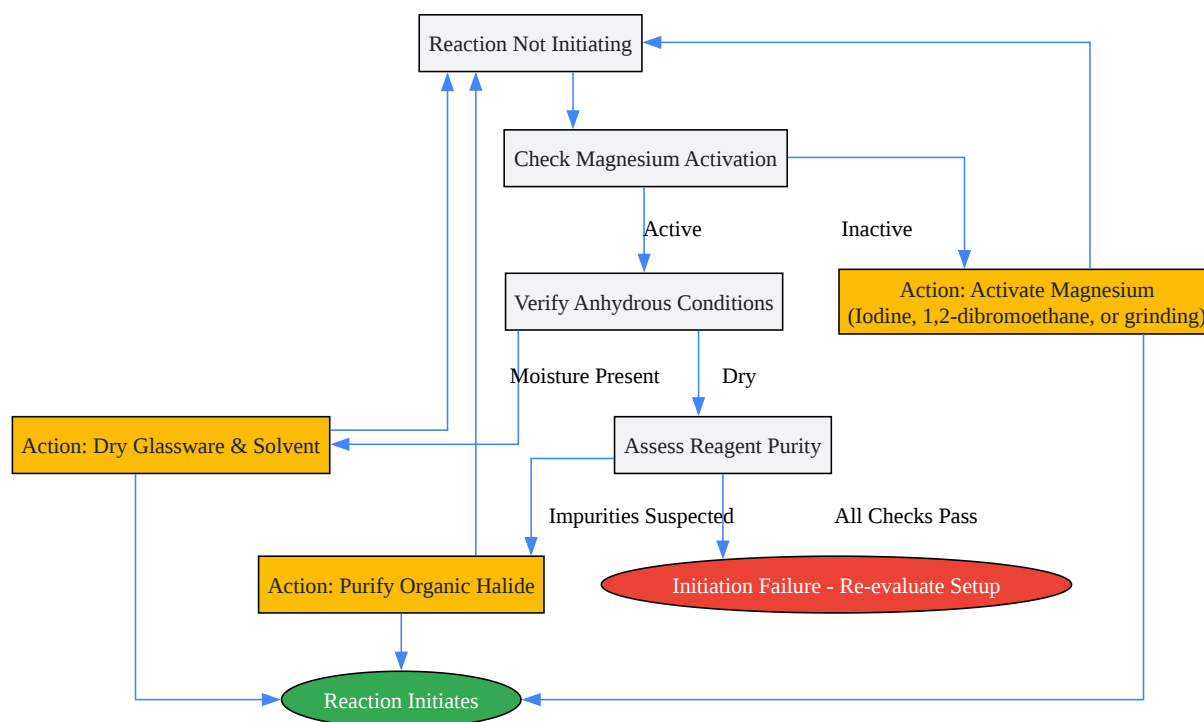 Reaction Not Initiating
Check Magnesium Activation
Active
Inactive
Verify Anhydrous Conditions
Action: Activate Magnesium
(Iodine, 1,2-dibromoethane, or grinding)
Moisture Present
Dry
Action: Dry Glassware & Solvent
Assess Reagent Purity
Impurities Suspected
All Checks Pass
Action: Purify Organic Halide
Initiation Failure - Re-evaluate Setup
Reaction Initiates